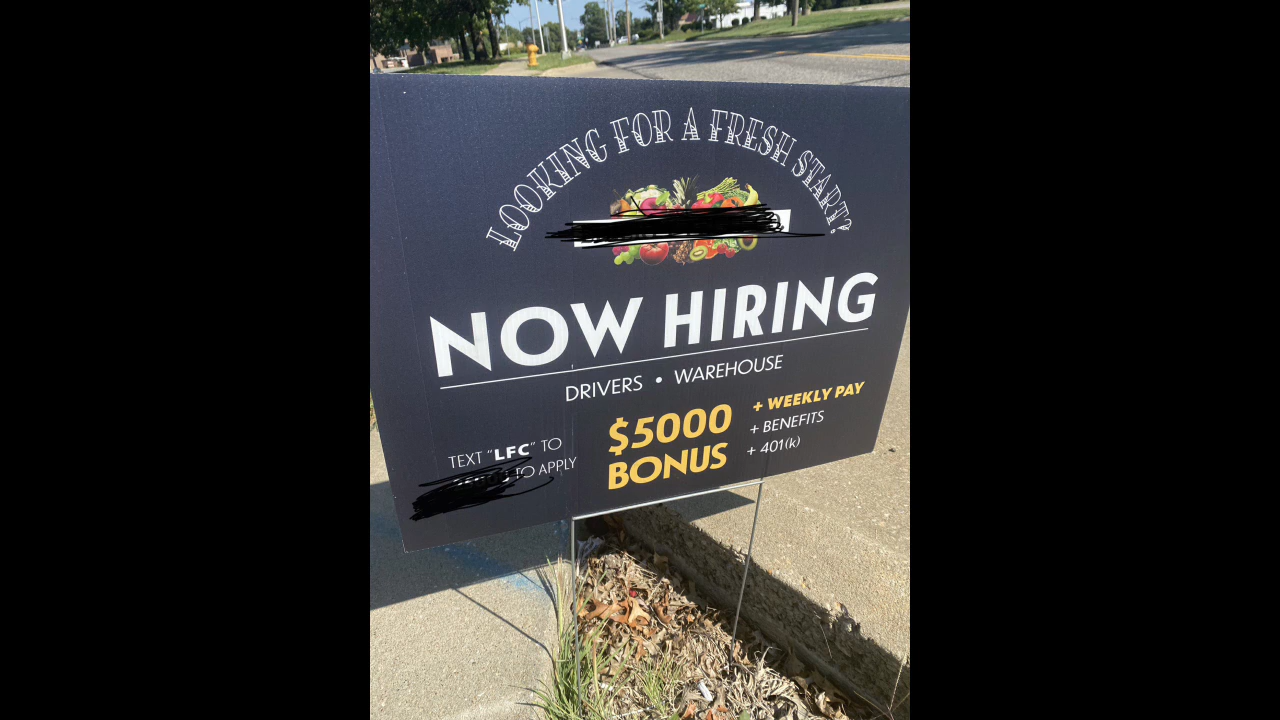 LOOKING FOR A FRESH START?
NOW HIRING
DRIVERS • WAREHOUSE
TEXT "LFC" TO
TO APPLY
$5000
BONUS
+ WEEKLY PAY
+ BENEFITS
+ 401(k)